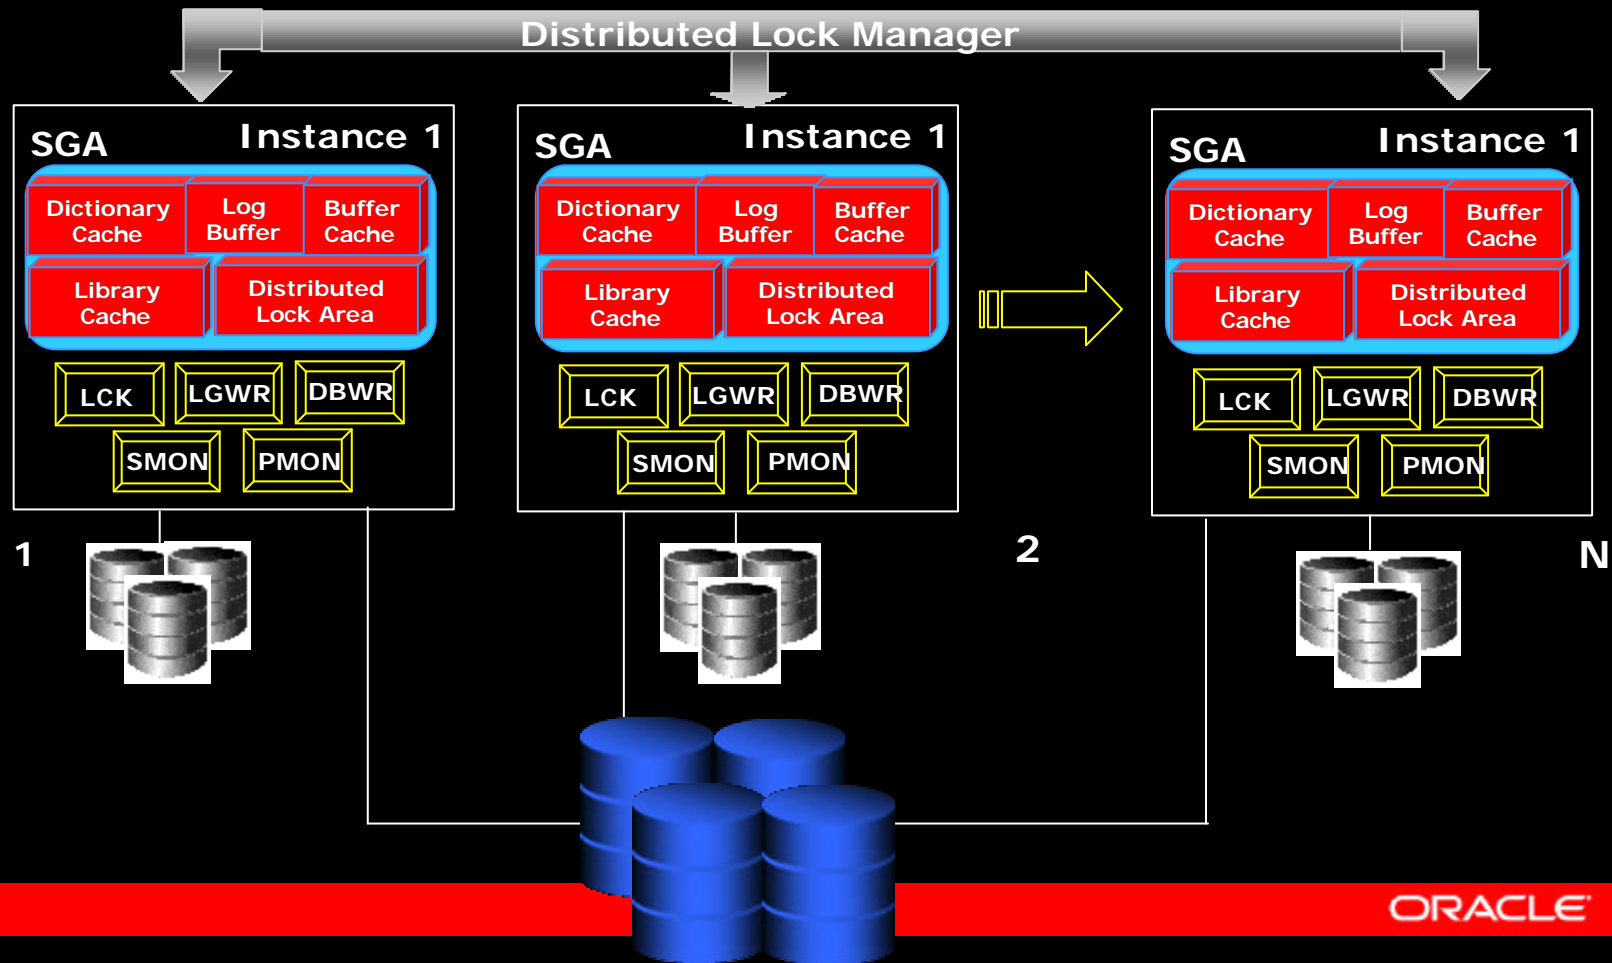 Distributed Lock Manager
SGA
Instance 1
Dictionary
Cache
Log
Buffer
Buffer
Cache
Library
Cache
Distributed
Lock Area
LCK
LGWR
DBWR
SMON
PMON
1
SGA
Instance 1
Dictionary
Cache
Log
Buffer
Buffer
Cache
Library
Cache
Distributed
Lock Area
LCK
LGWR
DBWR
SMON
PMON
2
SGA
Instance 1
Dictionary
Cache
Log
Buffer
Buffer
Cache
Library
Cache
Distributed
Lock Area
LCK
LGWR
DBWR
SMON
PMON
N
ORACLE